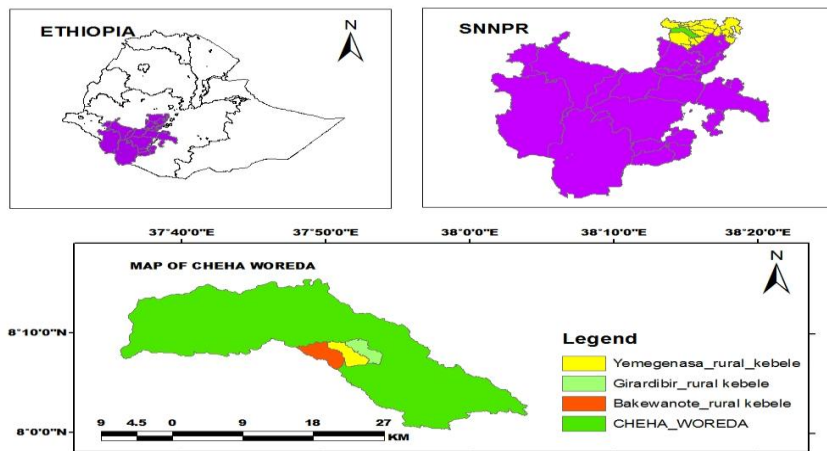 ETHIOPIA
N
SNNPR
N
37°40'0"E 37°50'0"E 38°0'0"E 38°10'0"E 38°20'0"E
MAP OF CHEHA WOREDA
N
8°10'0"N
8°0'0"N
Legend
Yemegenasa_rural_kebele
Girardibir_rural kebele
Bakewanote_rural kebele
CHEHA_WOREDA
9 4.5 0 9 18 27
KM